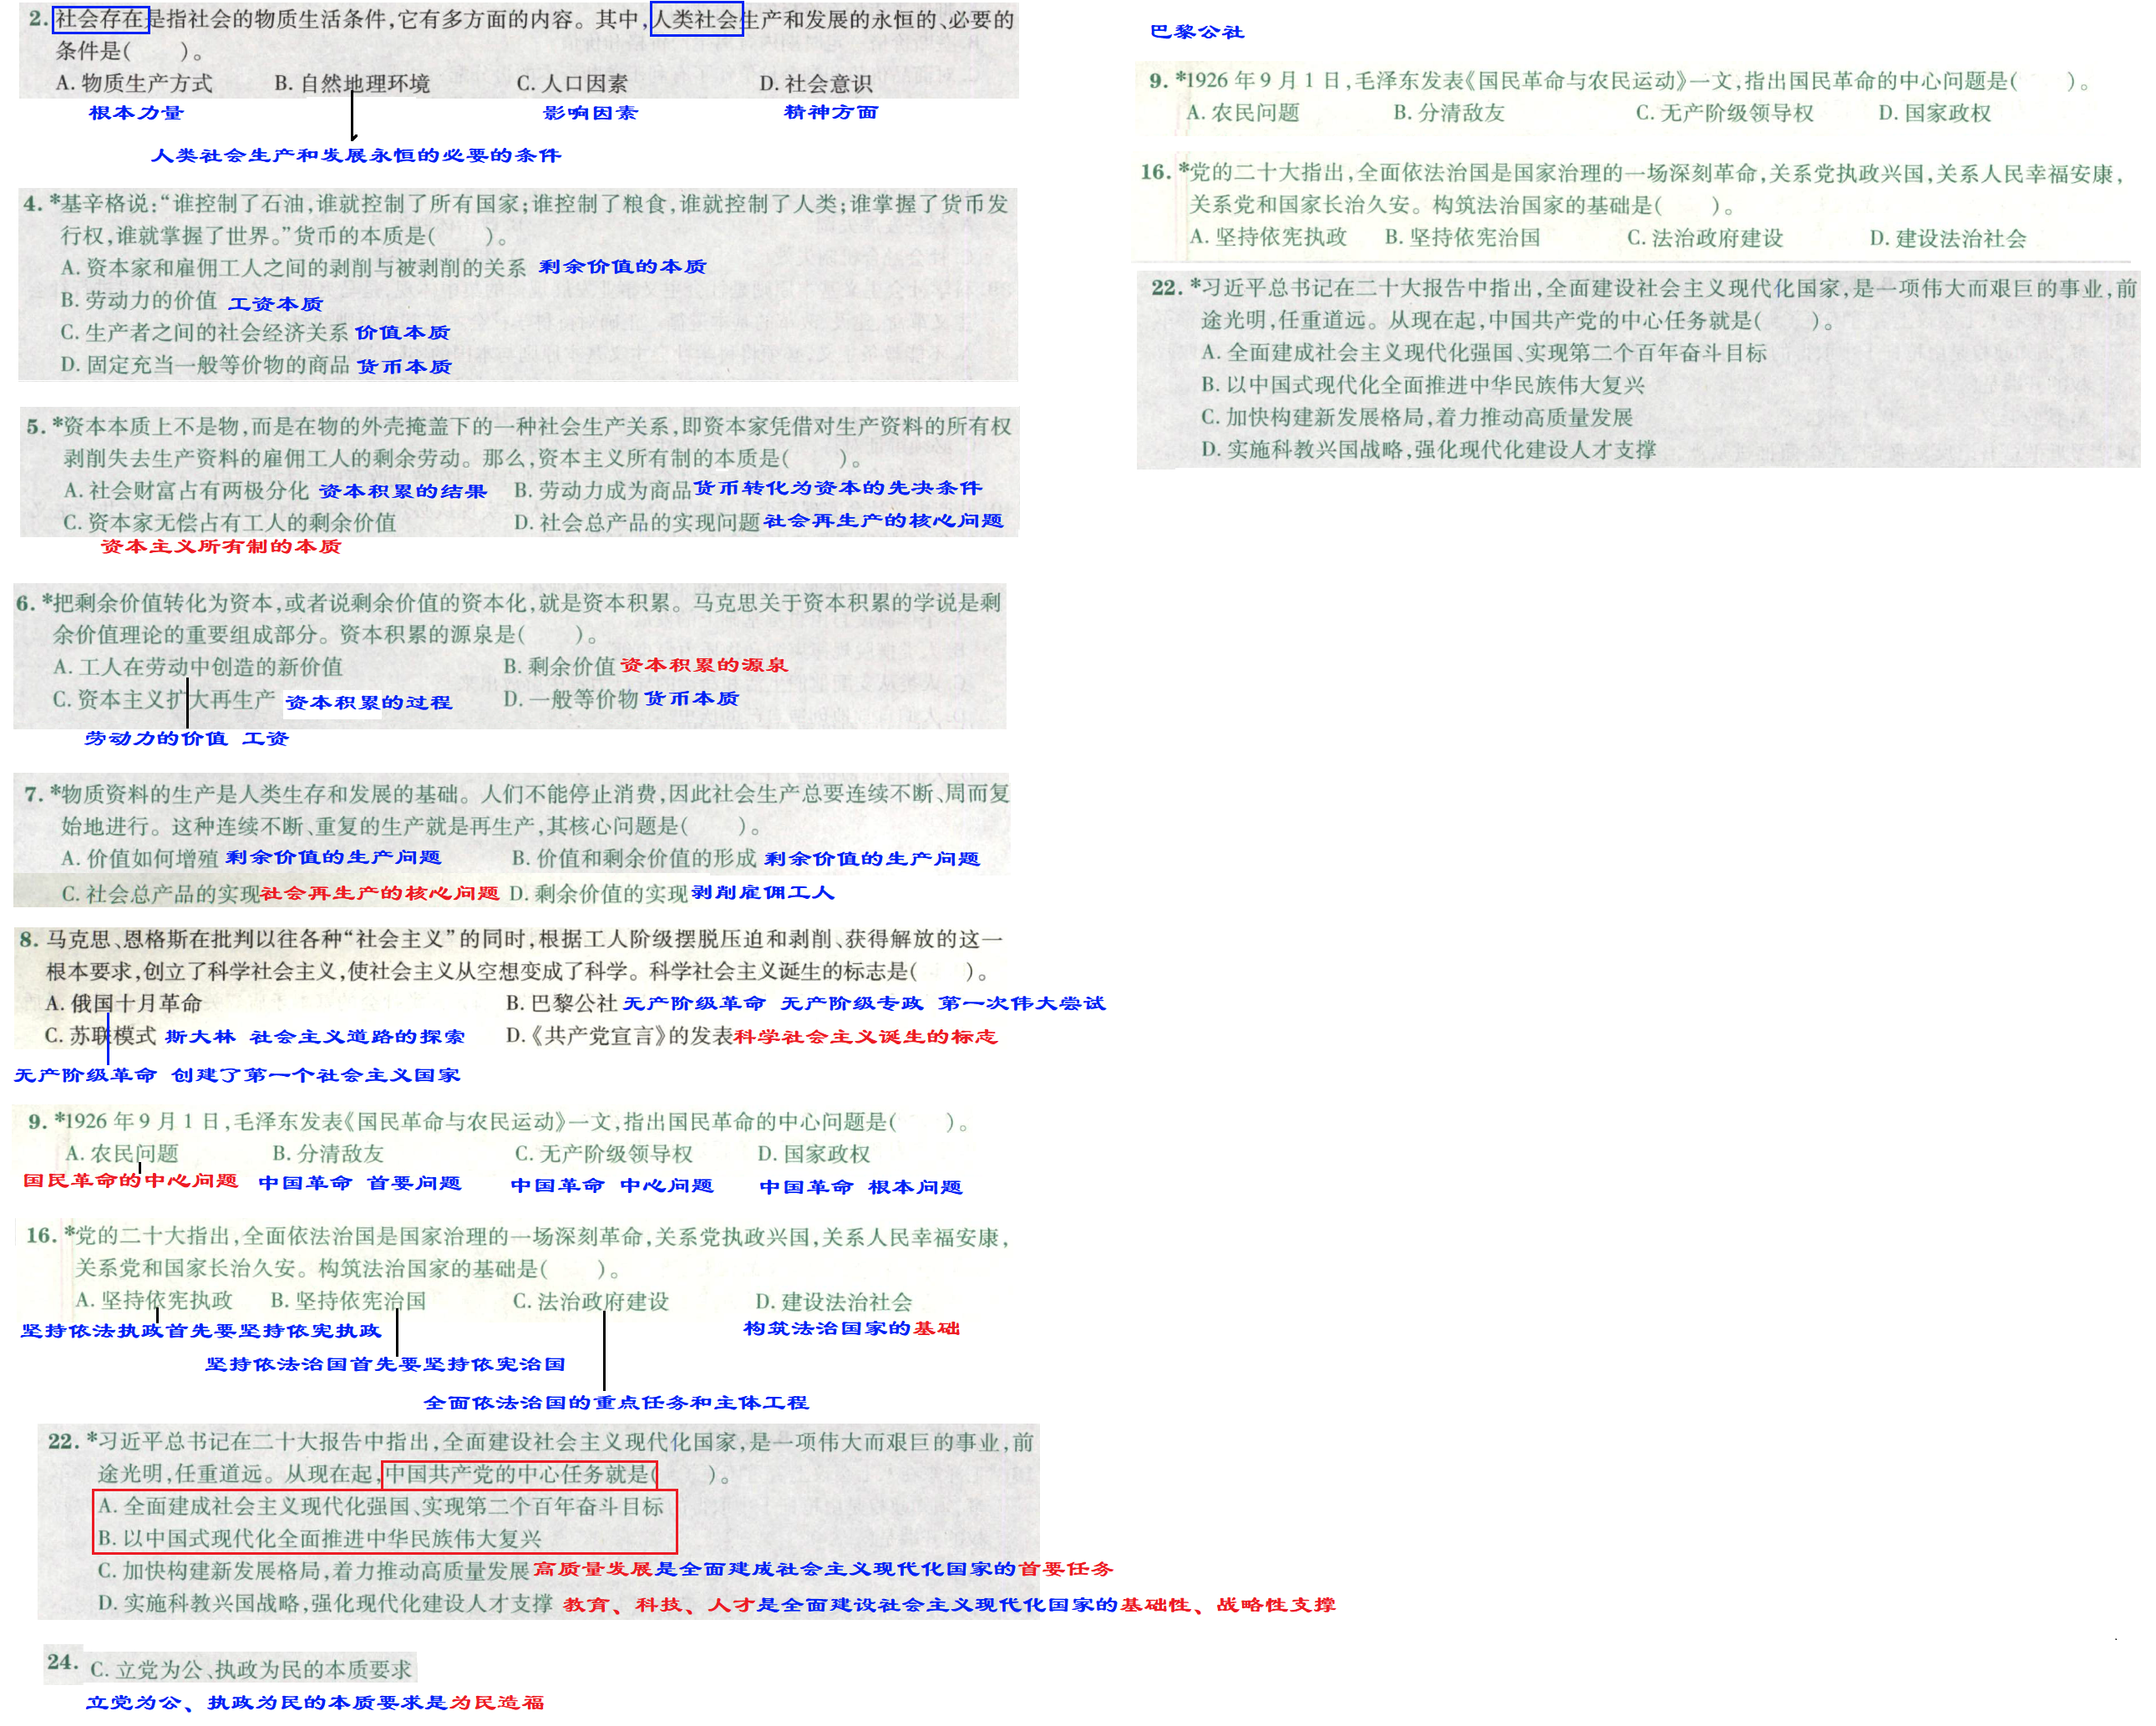 2. 社会存在是指社会的物质生活条件,它有多方面的内容。其中,人类社会生产和发展的永恒的、必要的
条件是(    )。
A. 物质生产方式    B. 自然地理环境    C. 人口因素    D. 社会意识
根本力量    影响因素    精神方面
人类社会生产和发展永恒的必要的条件
4. *基辛格说:“谁控制了石油,谁就控制了所有国家;谁控制了粮食,谁就控制了人类;谁掌握了货币发
行权,谁就掌握了世界。”货币的本质是(    )。
A. 资本家和雇佣工人之间的剥削与被剥削的关系 剩余价值的本质
B. 劳动力的价值 工资本质
C. 生产者之间的社会经济关系 价值本质
D. 固定充当一般等价物的商品 货币本质
5. *资本本质上不是物,而是在物的外壳掩盖下的一种社会生产关系,即资本家凭借对生产资料的所有权
剥削失去生产资料的雇佣工人的剩余劳动。那么,资本主义所有制的本质是(    )。
A. 社会财富占有两极分化 资本积累的结果    B. 劳动力成为商品 货币转化为资本的先决条件
C. 资本家无偿占有工人的剩余价值    D. 社会总产品的实现问题 社会再生产的核心问题
资本主义所有制的本质
6. *把剩余价值转化为资本,或者说剩余价值的资本化,就是资本积累。马克思关于资本积累的学说是剩
余价值理论的重要组成部分。资本积累的源泉是(    )。
A. 工人在劳动中创造的新价值    B. 剩余价值 资本积累的源泉
C. 资本主义扩大再生产 资本积累的过程    D. 一般等价物 货币本质
劳动力的价值 工资
7. *物质资料的生产是人类生存和发展的基础。人们不能停止消费,因此社会生产总要连续不断、周而复
始地进行。这种连续不断、重复的生产就是再生产,其核心问题是(    )。
A. 价值如何增殖 剩余价值的生产问题    B. 价值和剩余价值的形成 剩余价值的生产问题
C. 社会总产品的实现 社会再生产的核心问题    D. 剩余价值的实现 剥削雇佣工人
8. 马克思、恩格斯在批判以往各种“社会主义”的同时,根据工人阶级摆脱压迫和剥削、获得解放的这一
根本要求,创立了科学社会主义,使社会主义从空想变成了科学。科学社会主义诞生的标志是(    )。
A. 俄国十月革命    B. 巴黎公社 无产阶级革命 无产阶级专政 第一次伟大尝试
C. 苏联模式 斯大林 社会主义道路的探索    D.《共产党宣言》的发表 科学社会主义诞生的标志
无产阶级革命 创建了第一个社会主义国家
9. *1926 年 9 月 1 日,毛泽东发表《国民革命与农民运动》一文,指出国民革命的中心问题是(    )。
A. 农民问题    B. 分清敌友    C. 无产阶级领导权    D. 国家政权
国民革命的中心问题    中国革命 首要问题    中国革命 中心问题    中国革命 根本问题
16. *党的二十大指出,全面依法治国是国家治理的一场深刻革命,关系党执政兴国,关系人民幸福安康,
关系党和国家长治久安。构筑法治国家的基础是(    )。
A. 坚持依宪执政    B. 坚持依宪治国    C. 法治政府建设    D. 建设法治社会
坚持依法执政首先要坚持依宪执政    构筑法治国家的基础
坚持依法治国首先要坚持依宪治国
全面依法治国的重点任务和主体工程
22. *习近平总书记在二十大报告中指出,全面建设社会主义现代化国家,是一项伟大而艰巨的事业,前
途光明,任重道远。从现在起,中国共产党的中心任务就是(    )。
A. 全面建成社会主义现代化强国、实现第二个百年奋斗目标
B. 以中国式现代化全面推进中华民族伟大复兴
C. 加快构建新发展格局,着力推动高质量发展 高质量发展是全面建成社会主义现代化国家的首要任务
D. 实施科教兴国战略,强化现代化建设人才支撑 教育、科技、人才是全面建设社会主义现代化国家的基础性、战略性支撑
24. C. 立党为公、执政为民的本质要求
立党为公、执政为民的本质要求是为民造福
巴黎公社
9. *1926 年 9 月 1 日,毛泽东发表《国民革命与农民运动》一文,指出国民革命的中心问题是(    )。
A. 农民问题    B. 分清敌友    C. 无产阶级领导权    D. 国家政权
16. *党的二十大指出,全面依法治国是国家治理的一场深刻革命,关系党执政兴国,关系人民幸福安康,
关系党和国家长治久安。构筑法治国家的基础是(    )。
A. 坚持依宪执政    B. 坚持依宪治国    C. 法治政府建设    D. 建设法治社会
22. *习近平总书记在二十大报告中指出,全面建设社会主义现代化国家,是一项伟大而艰巨的事业,前
途光明,任重道远。从现在起,中国共产党的中心任务就是(    )。
A. 全面建成社会主义现代化强国、实现第二个百年奋斗目标
B. 以中国式现代化全面推进中华民族伟大复兴
C. 加快构建新发展格局,着力推动高质量发展
D. 实施科教兴国战略,强化现代化建设人才支撑